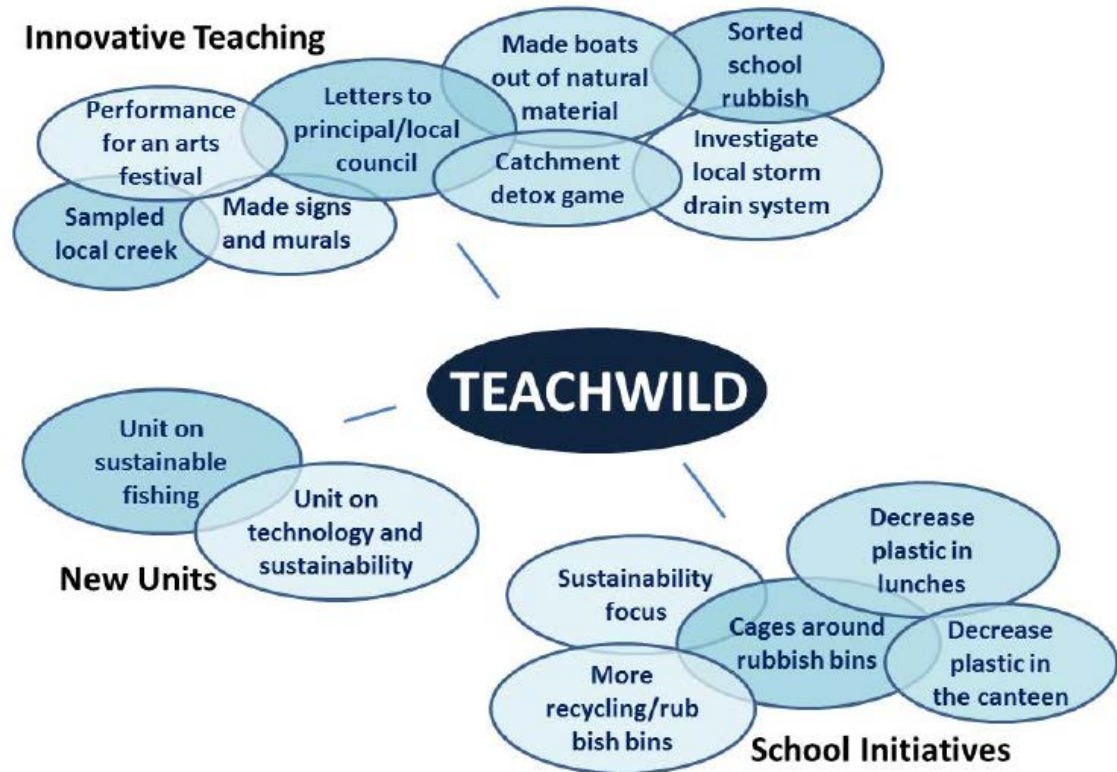 Innovative Teaching
Performance
for an arts
festival
Letters to
principal/local
council
Made boats
out of natural
material
Sorted
school
rubbish
Sampled
local creek
Made signs
and murals
Catchment
detox game
Investigate
local storm
drain system
TEACHWILD
Unit on
sustainable
fishing
Unit on
technology and
sustainability
New Units
Sustainability
focus
More
recycling/rub
bish bins
Cages around
rubbish bins
Decrease
plastic in
lunches
Decrease
plastic in
the canteen
School Initiatives